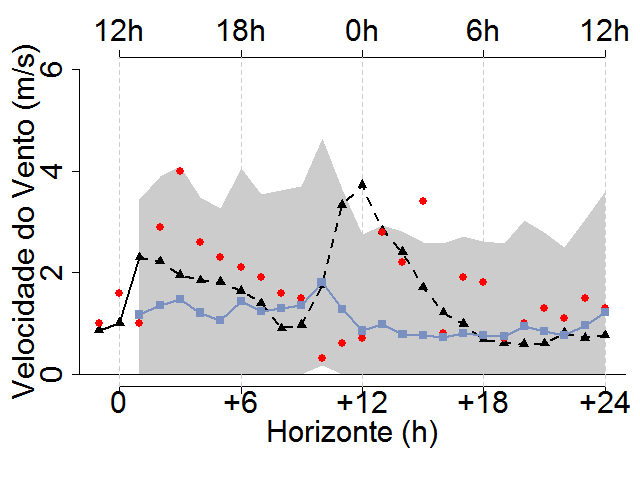 12h 18h 0h 6h 12h
Velocidade do Vento (m/s)
6
4
2
0
0 +6 +12 +18 +24
Horizonte (h)